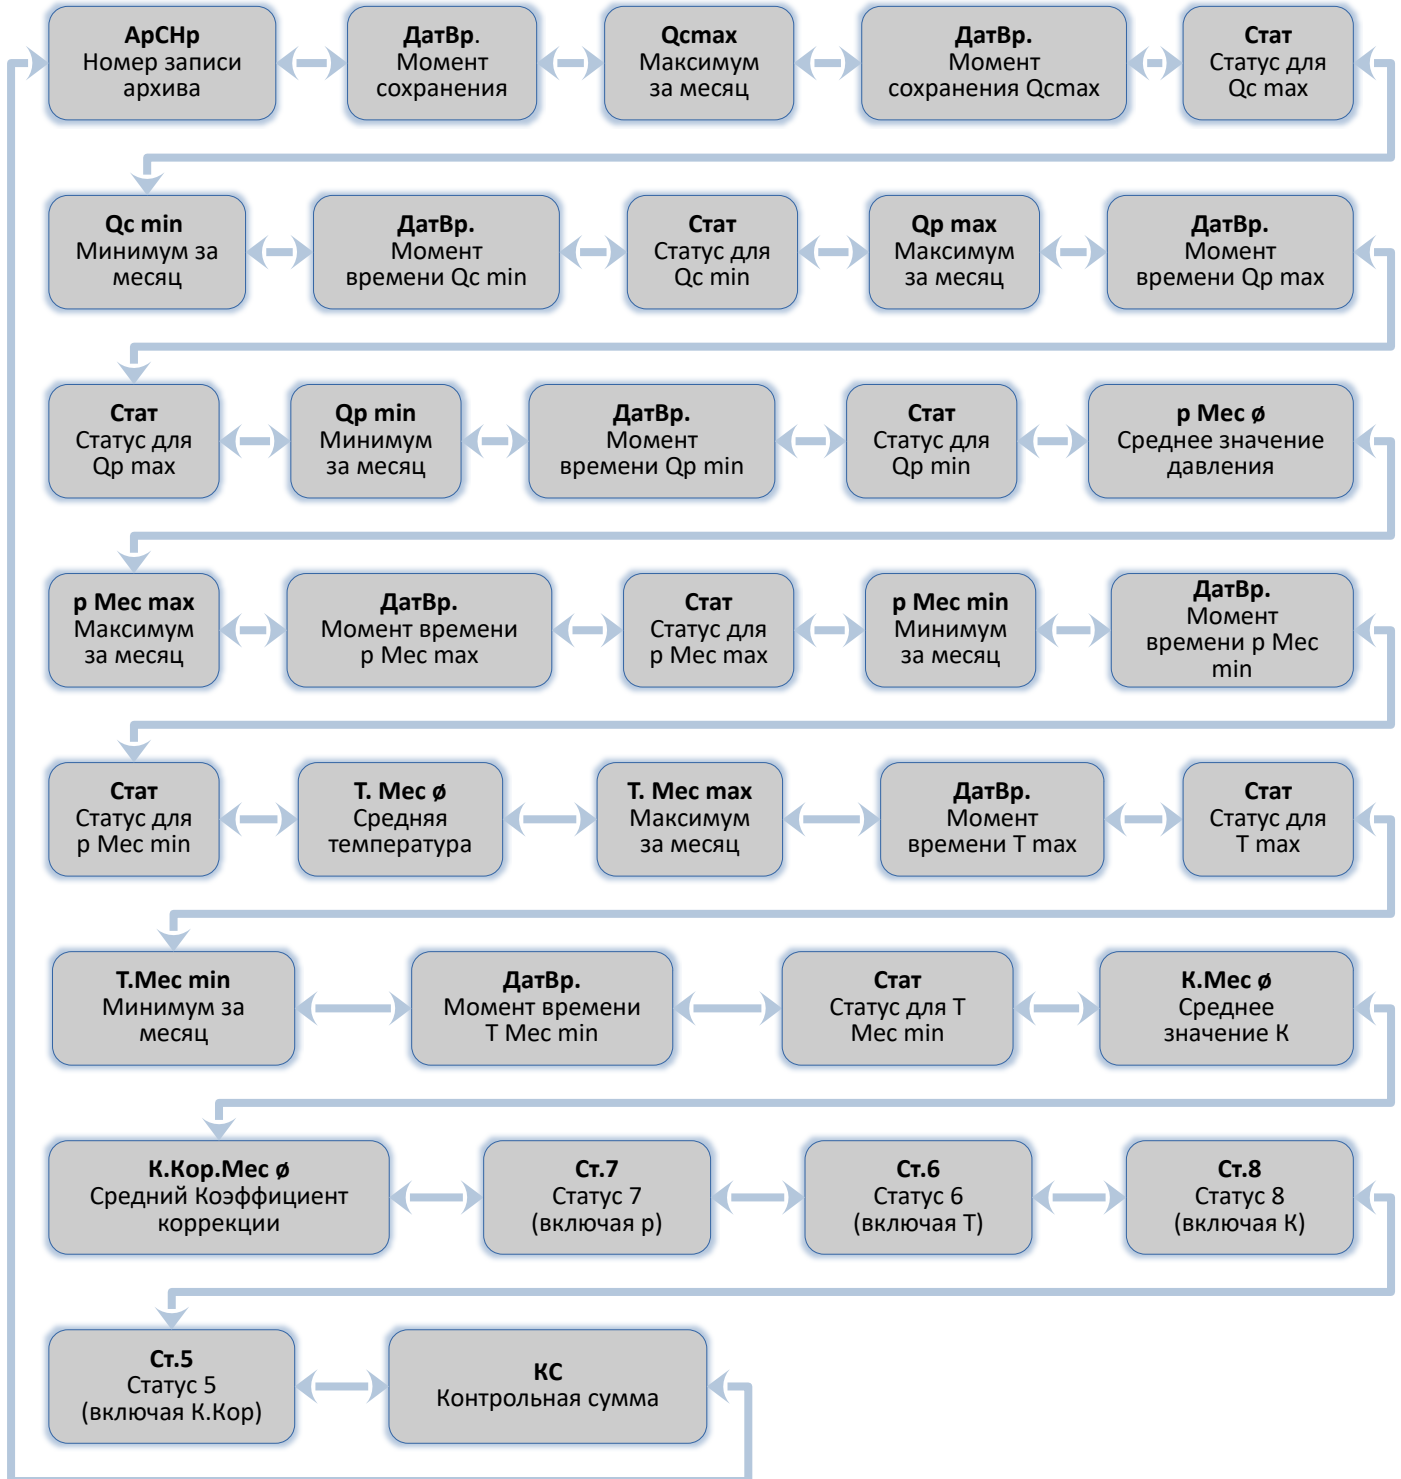 АрСНр
Номер записи
архива
ДатВр.
Момент
сохранения
Qcmax
Максимум
за месяц
ДатВр.
Момент
сохранения Qcmax
Стат
Статус для
Qc max
Qc min
Минимум за
месяц
ДатВр.
Момент
времени Qc min
Стат
Статус для
Qc min
Qp max
Максимум
за месяц
ДатВр.
Момент
времени Qp max
Стат
Статус для
Qp max
Qp min
Минимум
за месяц
ДатВр.
Момент
времени Qp min
Стат
Статус для
Qp min
p Мес ø
Среднее значение
давления
p Мес max
Максимум
за месяц
ДатВр.
Момент времени
p Мес max
Стат
Статус для
p Мес max
p Мес min
Минимум
за месяц
ДатВр.
Момент
времени p Мес
min
Стат
Статус для
p Мес min
Т. Мес ø
Средняя
температура
Т. Мес max
Максимум
за месяц
ДатВр.
Момент
времени Т max
Стат
Статус для
Т max
Т.Мес min
Минимум за
месяц
ДатВр.
Момент времени
Т Мес min
Стат
Статус для Т
Мес min
К.Мес ø
Среднее
значение К
К.Кор.Мес ø
Средний Коэффициент
коррекции
Ст.7
Статус 7
(включая p)
Ст.6
Статус 6
(включая Т)
Ст.8
Статус 8
(включая К)
Ст.5
Статус 5
(включая К.Кор)
КС
Контрольная сумма